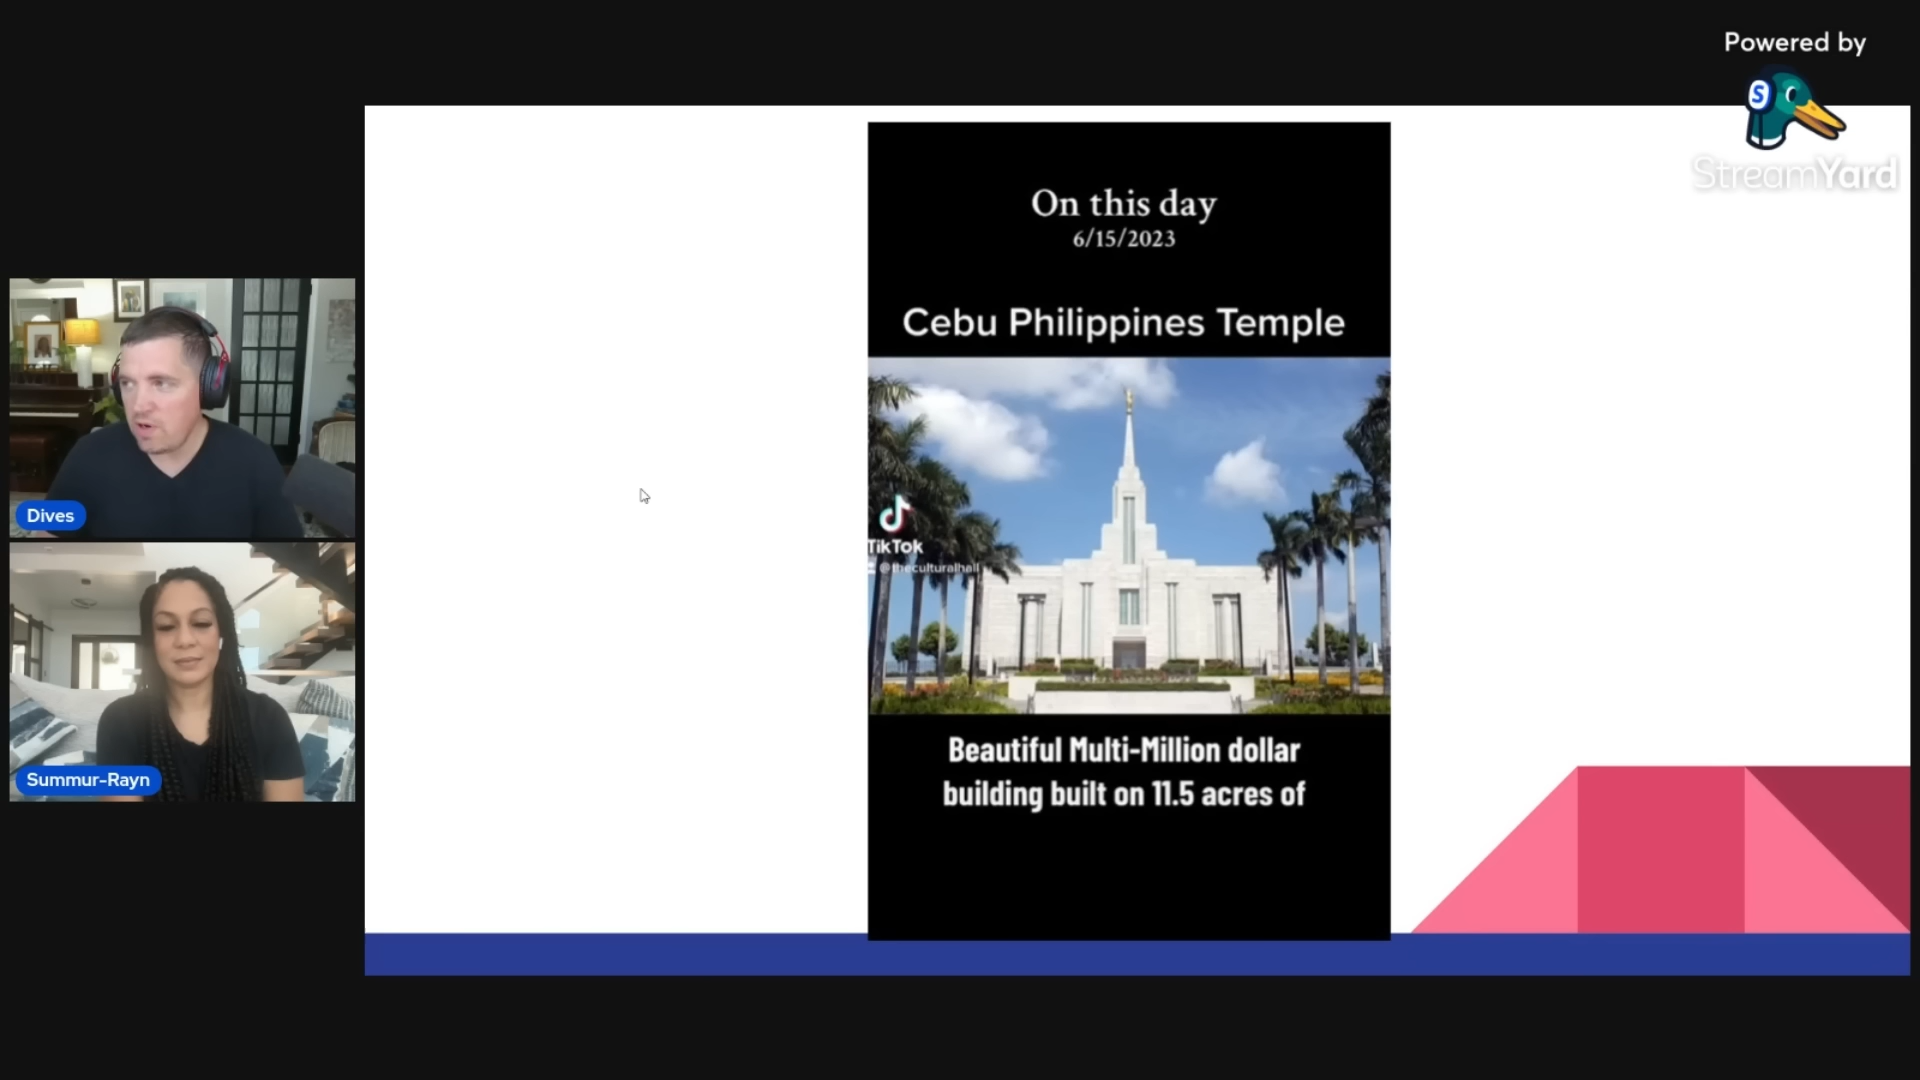 Powered by
S
StreamYard
On this day
6/15/2023
Cebu Philippines Temple
TikTok
@theculturalhall
Beautiful Multi-Million dollar
building built on 11.5 acres of
Dives
Summur-Rayn